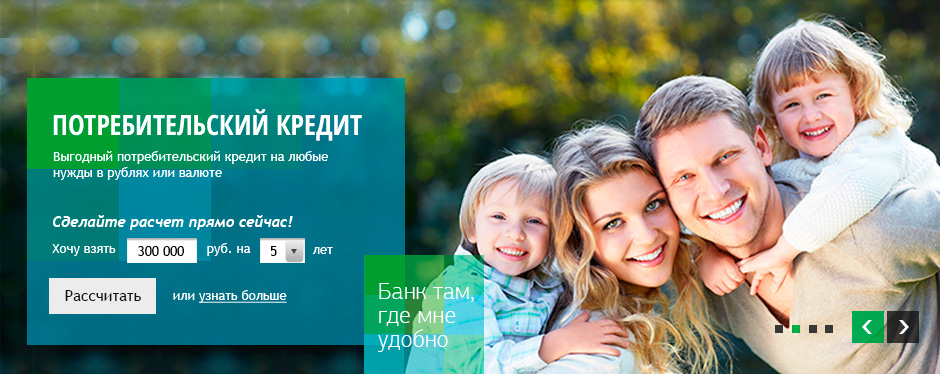 ПОТРЕБИТЕЛЬСКИЙ КРЕДИТ
Выгодный потребительский кредит на любые
нужды в рублях или валюте
Сделайте расчет прямо сейчас!
Хочу взять 300 000 руб. на 5 лет
Рассчитать или узнать больше
Банк там,
где мне
удобно